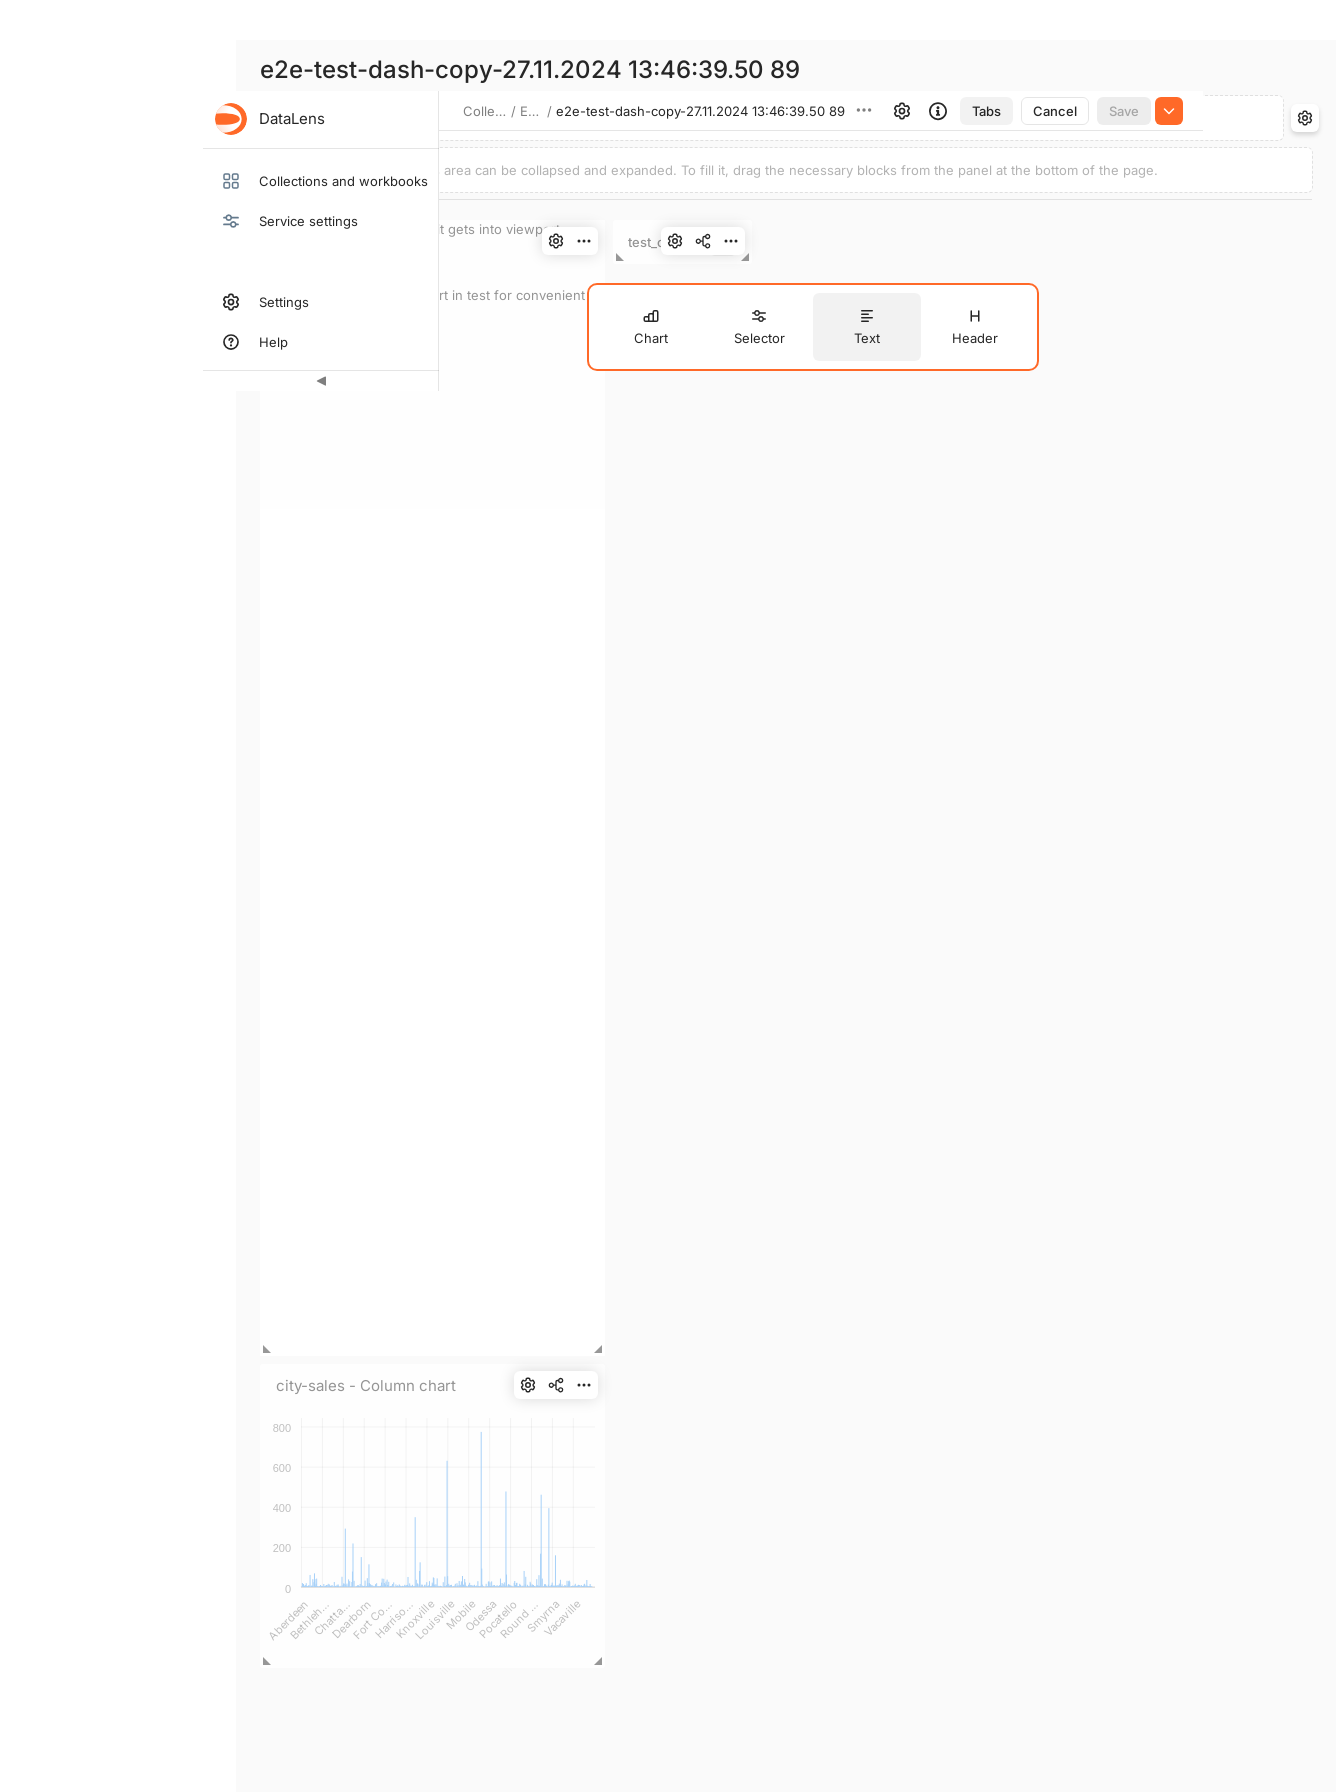 e2e-test-dash-copy-27.11.2024 13:46:39.50 89
DataLens
Colle... / E... / e2e-test-dash-copy-27.11.2024 13:46:39.50 89
Tabs
Cancel
Save
area can be collapsed and expanded. To fill it, drag the necessary blocks from the panel at the bottom of the page.
Collections and workbooks
Service settings
t gets into
Settings
rt in test for convenient
Help
Chart
Selector
Text
Header
city-sales - Column chart
800
600
400
200
0
Aberdeen
Bethleh...
Chatta...
Dearborn
Fort Co...
Harriso...
Knoxville
Louisville
Mobile
Odessa
Pocatello
Round ...
Smyrna
Vacaville